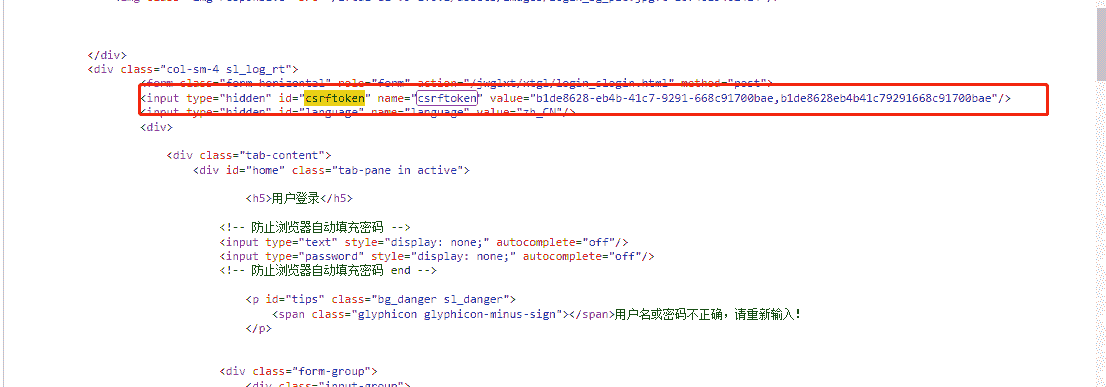 </div>
<div class="col-sm-4 sl_log_rt">
<form class="form-horizontal" role="form" action="/jwglxt/xtgl/login_slogin.html" method="post">
<input type="hidden" id="csrftoken" name="csrftoken" value="b1de8628-eb4b-41c7-9291-668c91700bae,b1de8628eb4b41c79291668c91700bae"/>
<input type="hidden" id="language" name="language" value="zh_CN"/>
<div>
<div class="tab-content">
<div id="home" class="tab-pane in active">
<h5>用户登录</h5>
<!-- 防止浏览器自动填充密码 -->
<input type="text" style="display: none;" autocomplete="off"/>
<input type="password" style="display: none;" autocomplete="off"/>
<!-- 防止浏览器自动填充密码 end -->
<p id="tips" class="bg_danger sl_danger">
<span class="glyphicon glyphicon-minus-sign"></span>用户名或密码不正确，请重新输入！
</p>
<div class="form-group">
<div class="input-group">